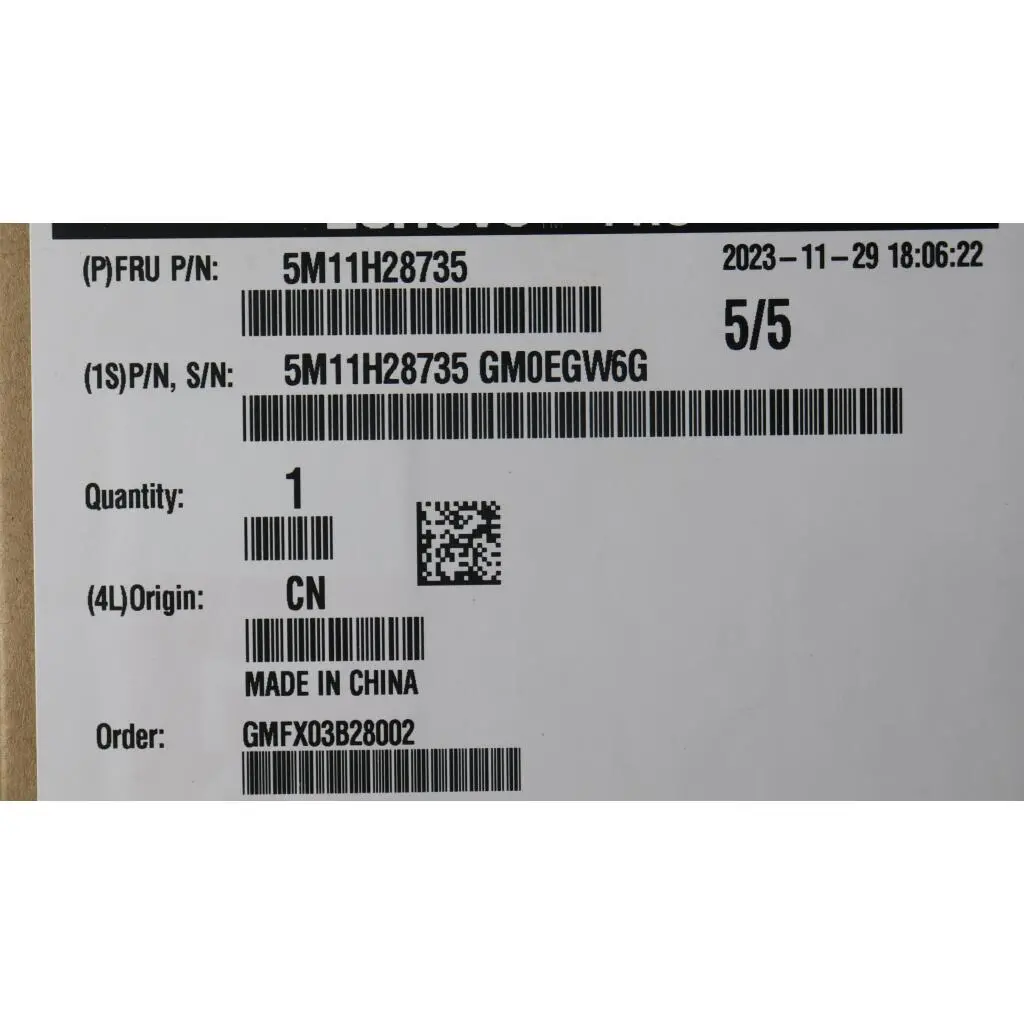 (P)FRU P/N: 5M11H28735 2023-11-29 18:06:22
5/5
(1S)P/N, S/N: 5M11H28735 GM0EGW6G
Quantity: 1
(4L)Origin: CN
MADE IN CHINA
Order: GMFX03B28002